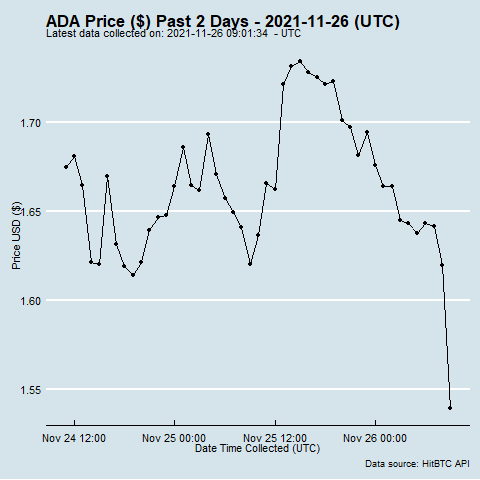 ADA Price ($) Past 2 Days - 2021-11-26 (UTC)
Latest data collected on: 2021-11-26 09:01:34 - UTC
1.70
1.65
1.60
1.55
Price USD ($)
Nov 24 12:00 Nov 25 00:00 Nov 25 12:00 Nov 26 00:00
Date Time Collected (UTC)
Data source: HitBTC API